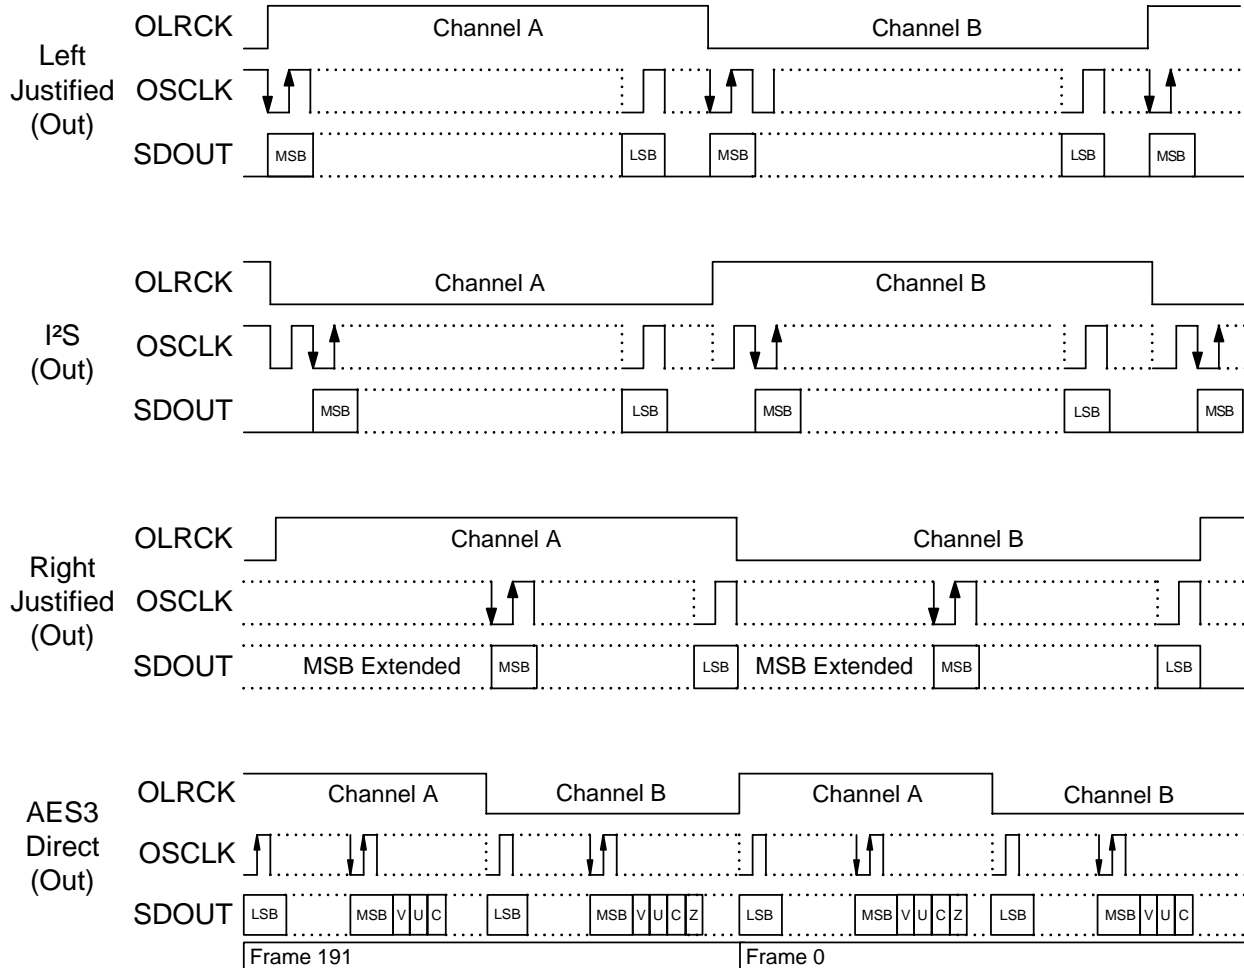 OLRCK Channel A Channel B
Left
Justified
(Out)
OSCLK
SDOUT MSB LSB MSB LSB MSB
OLRCK Channel A Channel B
I²S
(Out)
OSCLK
SDOUT MSB LSB MSB LSB MSB
OLRCK Channel A Channel B
Right
Justified
(Out)
OSCLK
SDOUT MSB Extended MSB LSB MSB Extended MSB LSB
OLRCK Channel A Channel B Channel A Channel B
AES3
Direct
(Out)
OSCLK
SDOUT LSB MSB V U C LSB MSB V U C Z LSB MSB V U C Z LSB MSB V U C
Frame 191 Frame 0